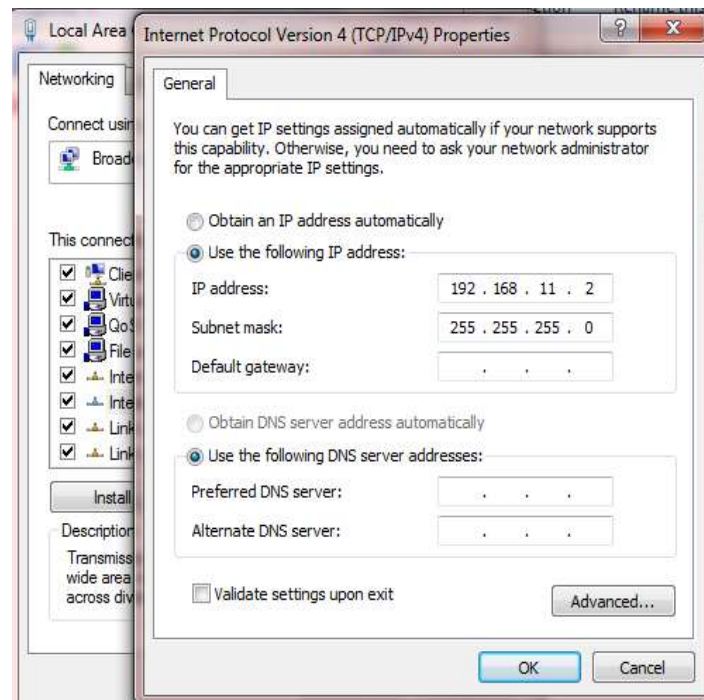 Local Area
Internet Protocol Version 4 (TCP/IPv4) Properties
Networking
General
Connect usin
Broad
You can get IP settings assigned automatically if your network supports
this capability. Otherwise, you need to ask your network administrator
for the appropriate IP settings.
Obtain an IP address automatically
This connect
Use the following IP address:
Clie
IP address: 192 . 168 . 11 . 2
Virtu
QoS
Subnet mask: 255 . 255 . 255 . 0
File
Default gateway: . . .
Inte
Inte
Link
Obtain DNS server address automatically
Link
Use the following DNS server addresses:
Install
Preferred DNS server: . . .
Description
Alternate DNS server: . . .
Transmiss
wide area
across div
Validate settings upon exit
Advanced...
OK
Cancel